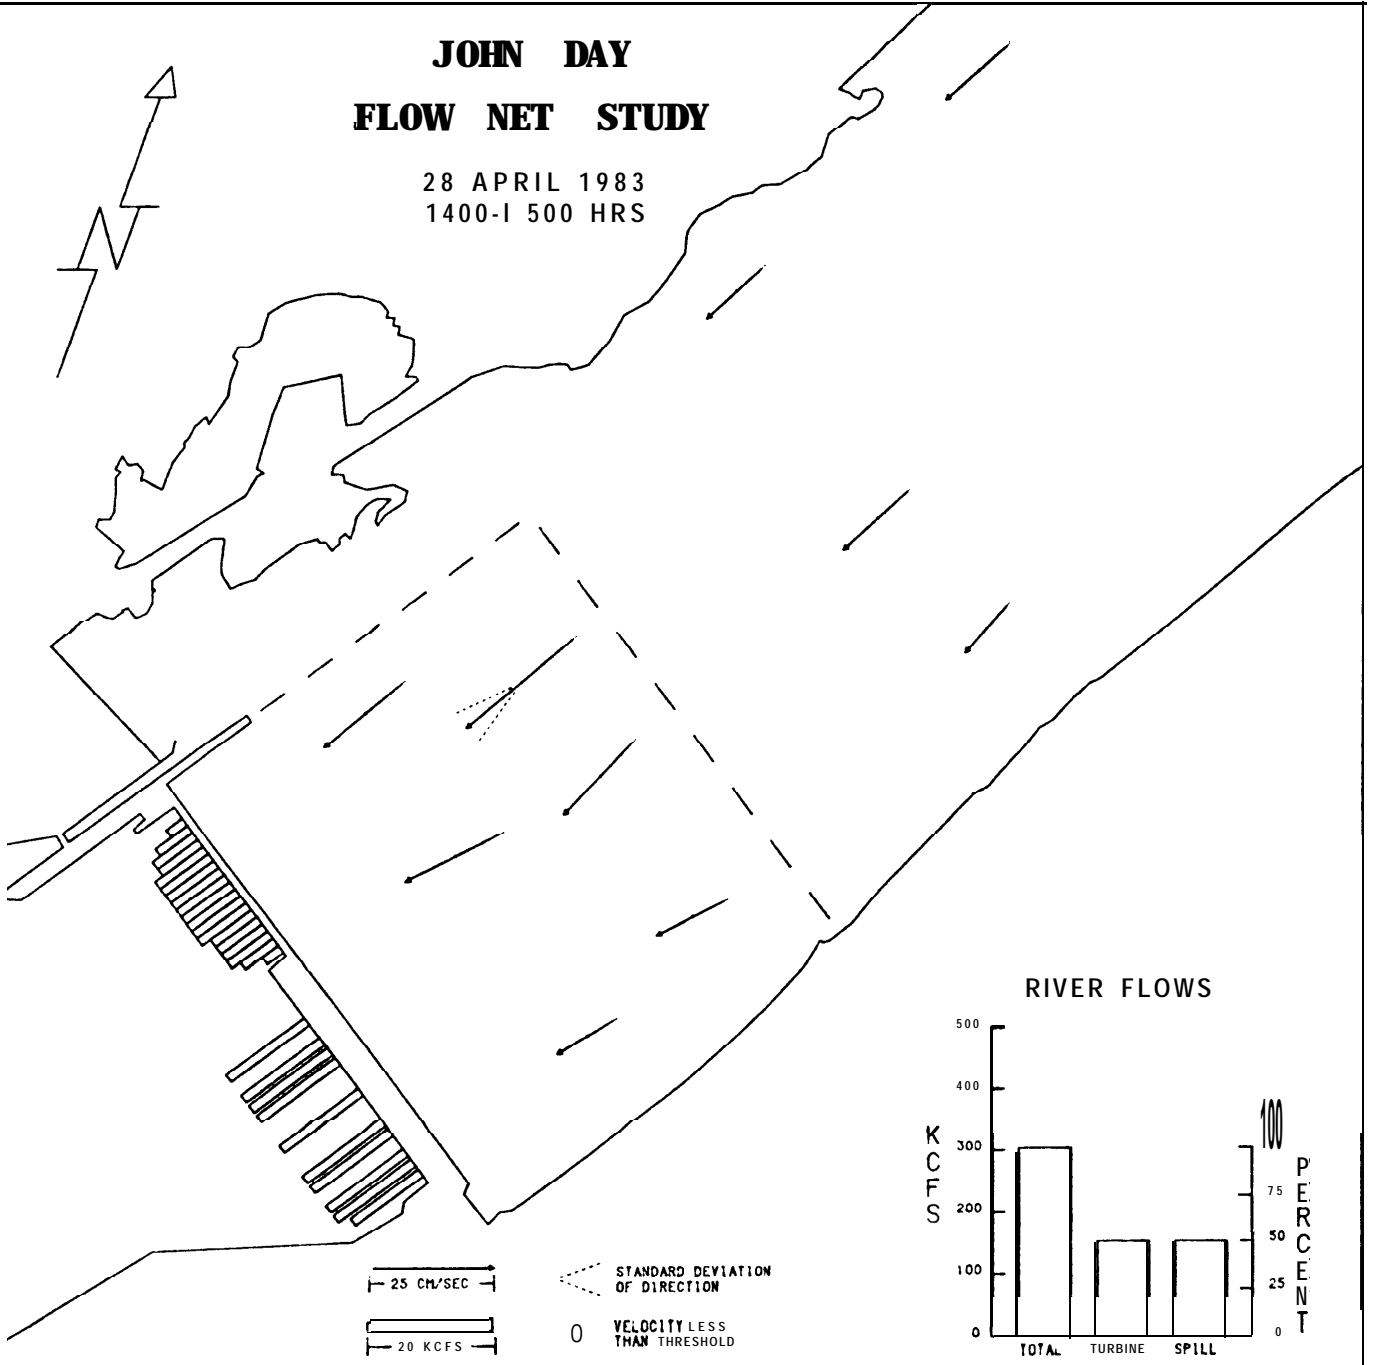 JOHN DAY
FLOW NET STUDY
28 APRIL 1983
1400-I 500 HRS
N
RIVER FLOWS
500
400
300
200
100
0
KCFS
100
75
50
25
0
PERCENT
TOTAL
TURBINE
SPILL
25 CM/SEC
20 KCFS
STANDARD DEVIATION
OF DIRECTION
0
VELOCITY LESS
THAN THRESHOLD